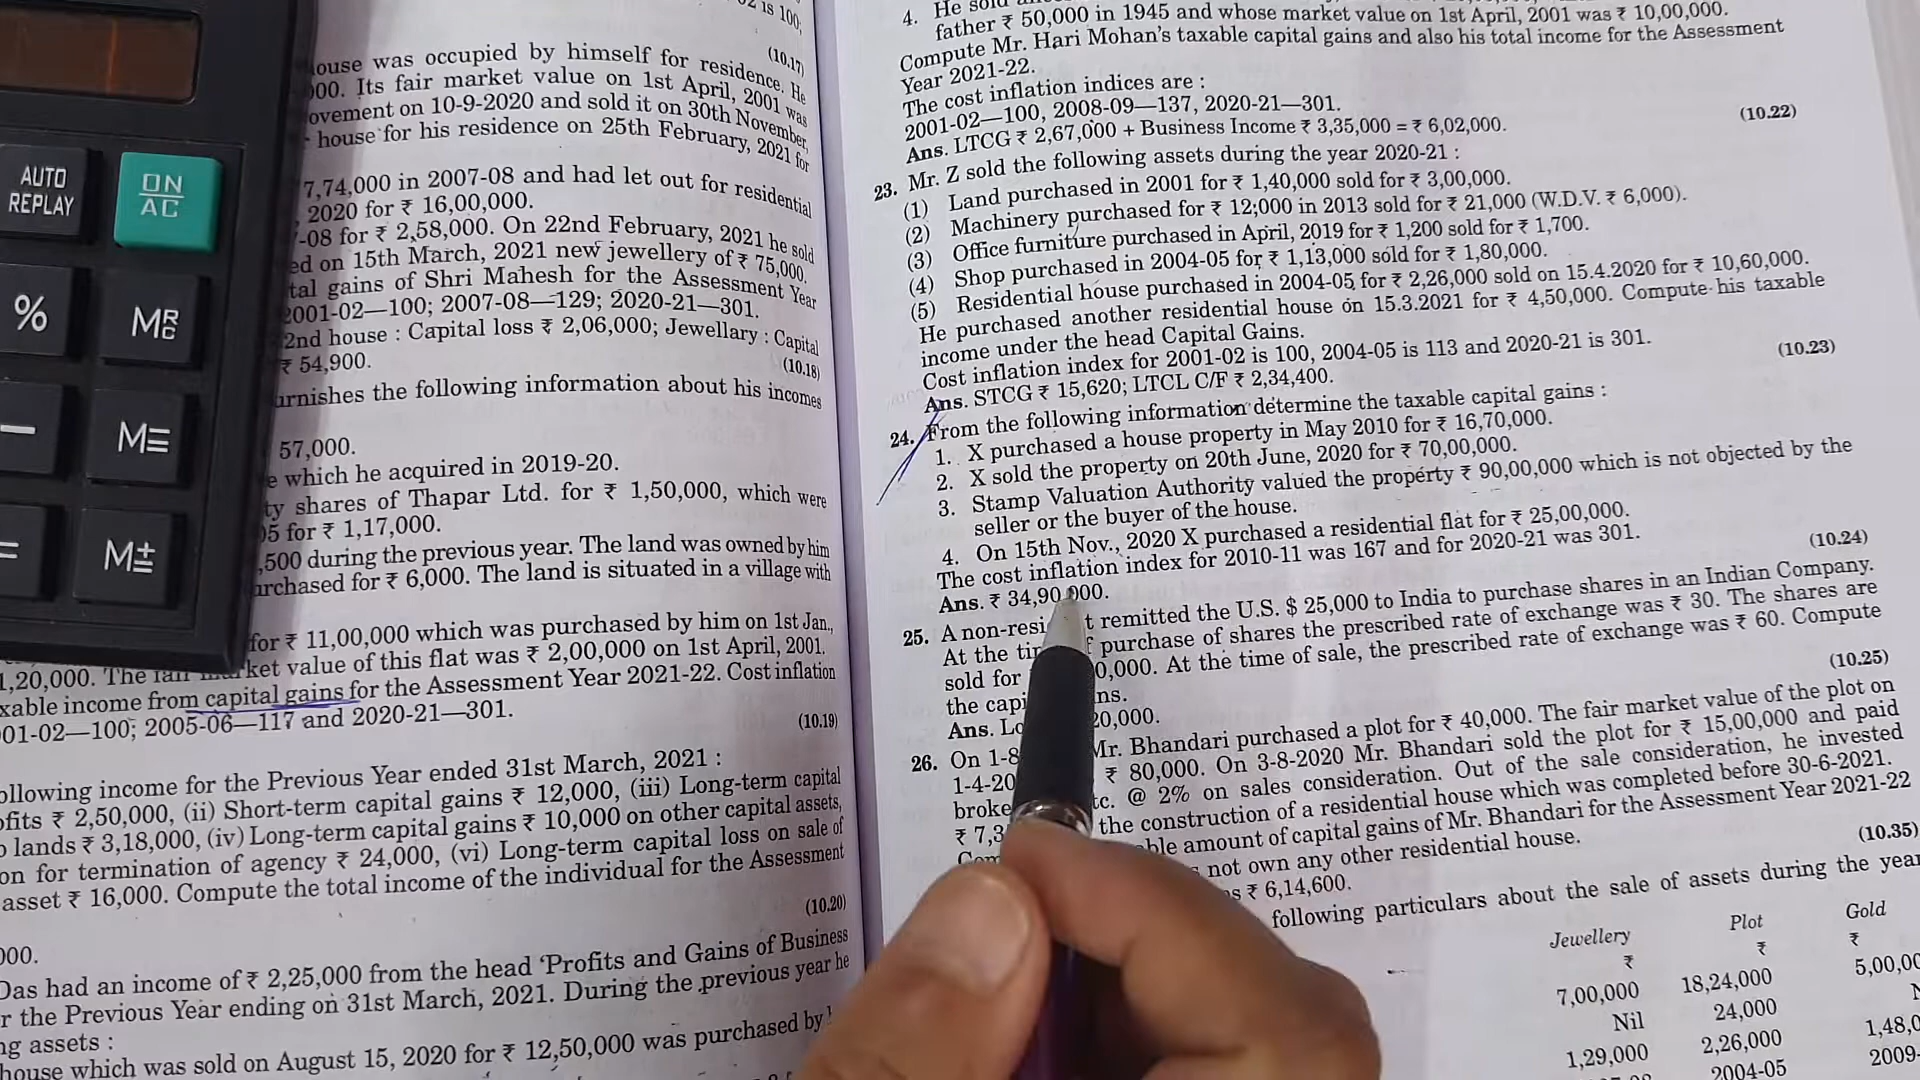 AUTO
REPLAY
ON
AC
%
MRC
M=
M±
02 is 100,
(10.17)
ouse was occupied by himself for residence. He
000. Its fair market value on 1st April, 2001 was
ovement on 10-9-2020 and sold it on 30th November,
house for his residence on 25th February, 2021 for
7,74,000 in 2007-08 and had let out for residential
2020 for ₹ 16,00,000.
-08 for ₹ 2,58,000. On 22nd February, 2021 he sold
ed on 15th March, 2021 new jewellery of ₹ 75,000.
tal gains of Shri Mahesh for the Assessment Year
2001-02—100; 2007-08—129; 2020-21—301.
2nd house : Capital loss ₹ 2,06,000; Jewellary : Capital
₹ 54,900.
(10.18)
urnishes the following information about his incomes
57,000.
e which he acquired in 2019-20.
ty shares of Thapar Ltd. for ₹ 1,50,000, which were
05 for ₹ 1,17,000.
,500 during the previous year. The land was owned by him
urchased for ₹ 6,000. The land is situated in a village with
for ₹ 11,00,000 which was purchased by him on 1st Jan.,
1,20,000. The fair market value of this flat was ₹ 2,00,000 on 1st April, 2001.
xable income from capital gains for the Assessment Year 2021-22. Cost inflation
01-02—100; 2005-06—117 and 2020-21—301.
(10.19)
ollowing income for the Previous Year ended 31st March, 2021 :
ofits ₹ 2,50,000, (ii) Short-term capital gains ₹ 12,000, (iii) Long-term capital
o lands ₹ 3,18,000, (iv) Long-term capital gains ₹ 10,000 on other capital assets,
on for termination of agency ₹ 24,000, (vi) Long-term capital loss on sale of
asset ₹ 16,000. Compute the total income of the individual for the Assessment
(10.20)
000.
Das had an income of ₹ 2,25,000 from the head 'Profits and Gains of Business
r the Previous Year ending on 31st March, 2021. During the previous year he
ng assets :
house which was sold on August 15, 2020 for ₹ 12,50,000 was purchased by
4. He sold
father ₹ 50,000 in 1945 and whose market value on 1st April, 2001 was ₹ 10,00,000.
Compute Mr. Hari Mohan's taxable capital gains and also his total income for the Assessment
Year 2021-22.
The cost inflation indices are :
2001-02—100, 2008-09—137, 2020-21—301.
(10.22)
Ans. LTCG ₹ 2,67,000 + Business Income ₹ 3,35,000 = ₹ 6,02,000.
23. Mr. Z sold the following assets during the year 2020-21 :
(1) Land purchased in 2001 for ₹ 1,40,000 sold for ₹ 3,00,000.
(2) Machinery purchased for ₹ 12;000 in 2013 sold for ₹ 21,000 (W.D.V. ₹ 6,000).
(3) Office furniture purchased in April, 2019 for ₹ 1,200 sold for ₹ 1,700.
(4) Shop purchased in 2004-05 for ₹ 1,13,000 sold for ₹ 1,80,000.
(5) Residential house purchased in 2004-05 for ₹ 2,26,000 sold on 15.4.2020 for ₹ 10,60,000.
He purchased another residential house on 15.3.2021 for ₹ 4,50,000. Compute his taxable
income under the head Capital Gains.
Cost inflation index for 2001-02 is 100, 2004-05 is 113 and 2020-21 is 301.
(10.23)
Ans. STCG ₹ 15,620; LTCL C/F ₹ 2,34,400.
24. From the following information determine the taxable capital gains :
1. X purchased a house property in May 2010 for ₹ 16,70,000.
2. X sold the property on 20th June, 2020 for ₹ 70,00,000.
3. Stamp Valuation Authority valued the property ₹ 90,00,000 which is not objected by the
seller or the buyer of the house.
4. On 15th Nov., 2020 X purchased a residential flat for ₹ 25,00,000.
The cost inflation index for 2010-11 was 167 and for 2020-21 was 301.
(10.24)
Ans. ₹ 34,90,000.
25. A non-resi t remitted the U.S. $ 25,000 to India to purchase shares in an Indian Company.
At the ti f purchase of shares the prescribed rate of exchange was ₹ 30. The shares are
sold for 0,000. At the time of sale, the prescribed rate of exchange was ₹ 60. Compute
the capi ns.
(10.25)
Ans. Lo 20,000.
26. On 1-8 Mr. Bhandari purchased a plot for ₹ 40,000. The fair market value of the plot on
1-4-20 ₹ 80,000. On 3-8-2020 Mr. Bhandari sold the plot for ₹ 15,00,000 and paid
broke tc. @ 2% on sales consideration. Out of the sale consideration, he invested
₹ 7,3 the construction of a residential house which was completed before 30-6-2021.
Com ble amount of capital gains of Mr. Bhandari for the Assessment Year 2021-22
not own any other residential house.
(10.35)
s ₹ 6,14,600.
following particulars about the sale of assets during the year
Jewellery Plot Gold
₹ ₹ ₹
7,00,000 18,24,000 5,00,00
Nil 24,000 N
1,29,000 2,26,000 1,48,0
2004-05 2009-